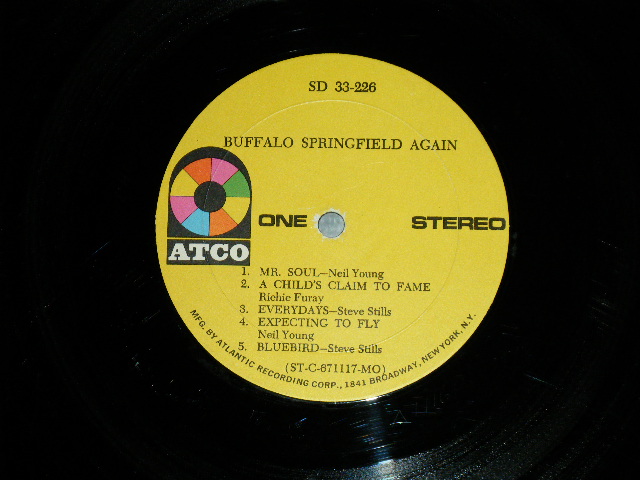 SD 33-226
BUFFALO SPRINGFIELD AGAIN
ATCO
ONE
STEREO
1. MR. SOUL—Neil Young
2. A CHILD'S CLAIM TO FAME
Richie Furay
3. EVERYDAYS—Steve Stills
4. EXPECTING TO FLY
Neil Young
5. BLUEBIRD—Steve Stills
(ST-C-671117-MO)
MFG. BY ATLANTIC RECORDING CORP., 1841 BROADWAY, NEW YORK, N.Y.